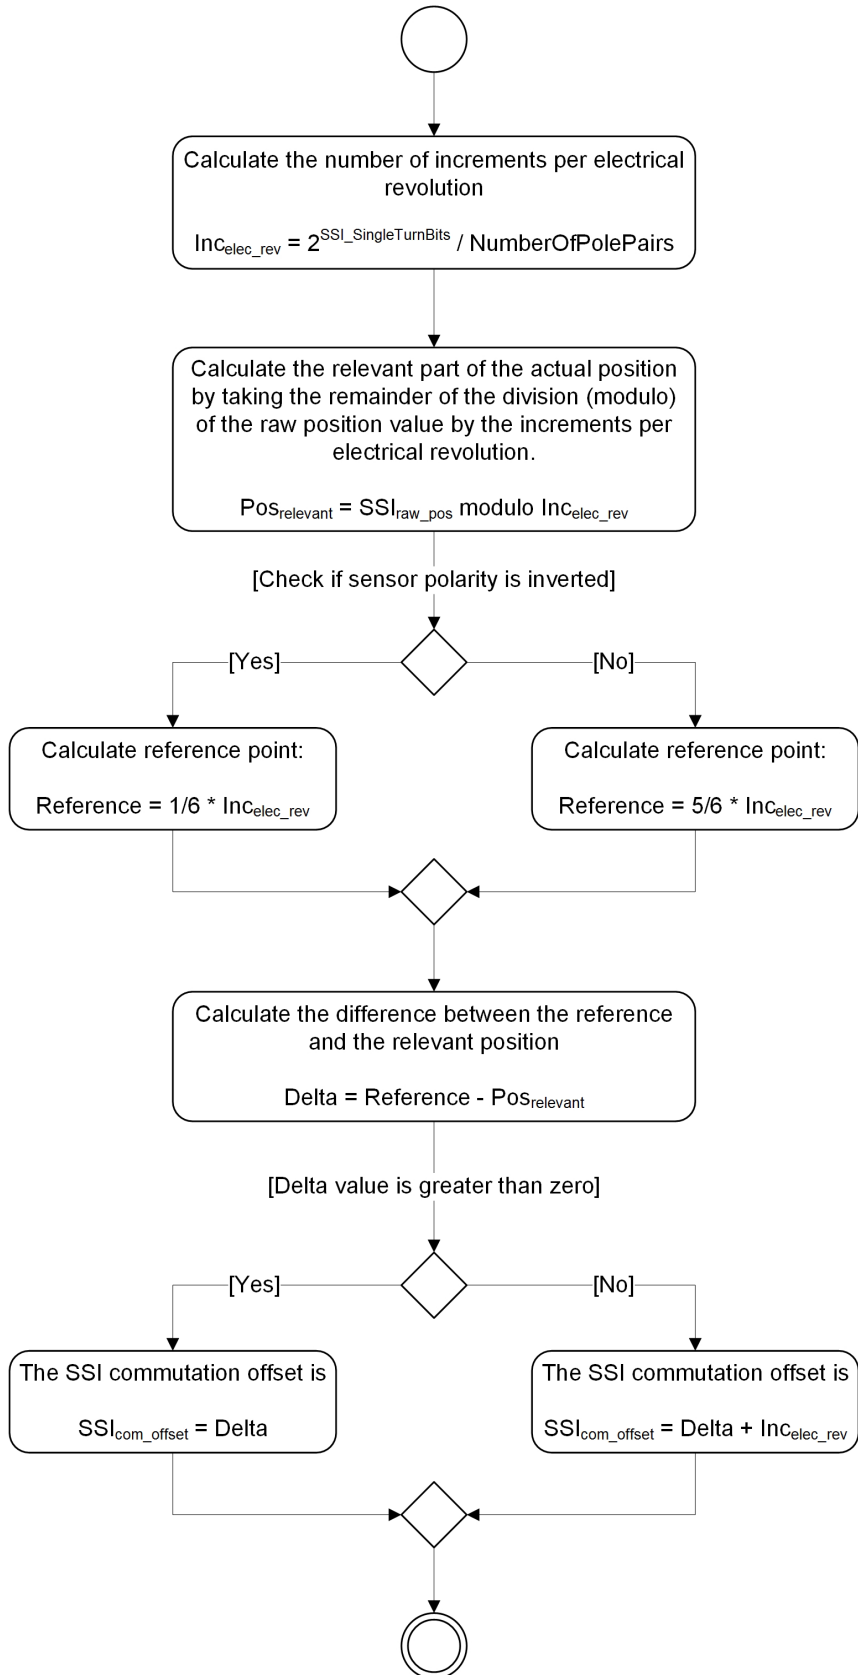 Calculate the number of increments per electrical
revolution
Inc_elec_rev = 2^SSI_SingleTurnBits / NumberOfPolePairs
Calculate the relevant part of the actual position
by taking the remainder of the division (modulo)
of the raw position value by the increments per
electrical revolution.
Pos_relevant = SSI_raw_pos modulo Inc_elec_rev
[Check if sensor polarity is inverted]
[Yes]
[No]
Calculate reference point:
Reference = 1/6 * Inc_elec_rev
Calculate reference point:
Reference = 5/6 * Inc_elec_rev
Calculate the difference between the reference
and the relevant position
Delta = Reference - Pos_relevant
[Delta value is greater than zero]
[Yes]
[No]
The SSI commutation offset is
SSI_com_offset = Delta
The SSI commutation offset is
SSI_com_offset = Delta + Inc_elec_rev